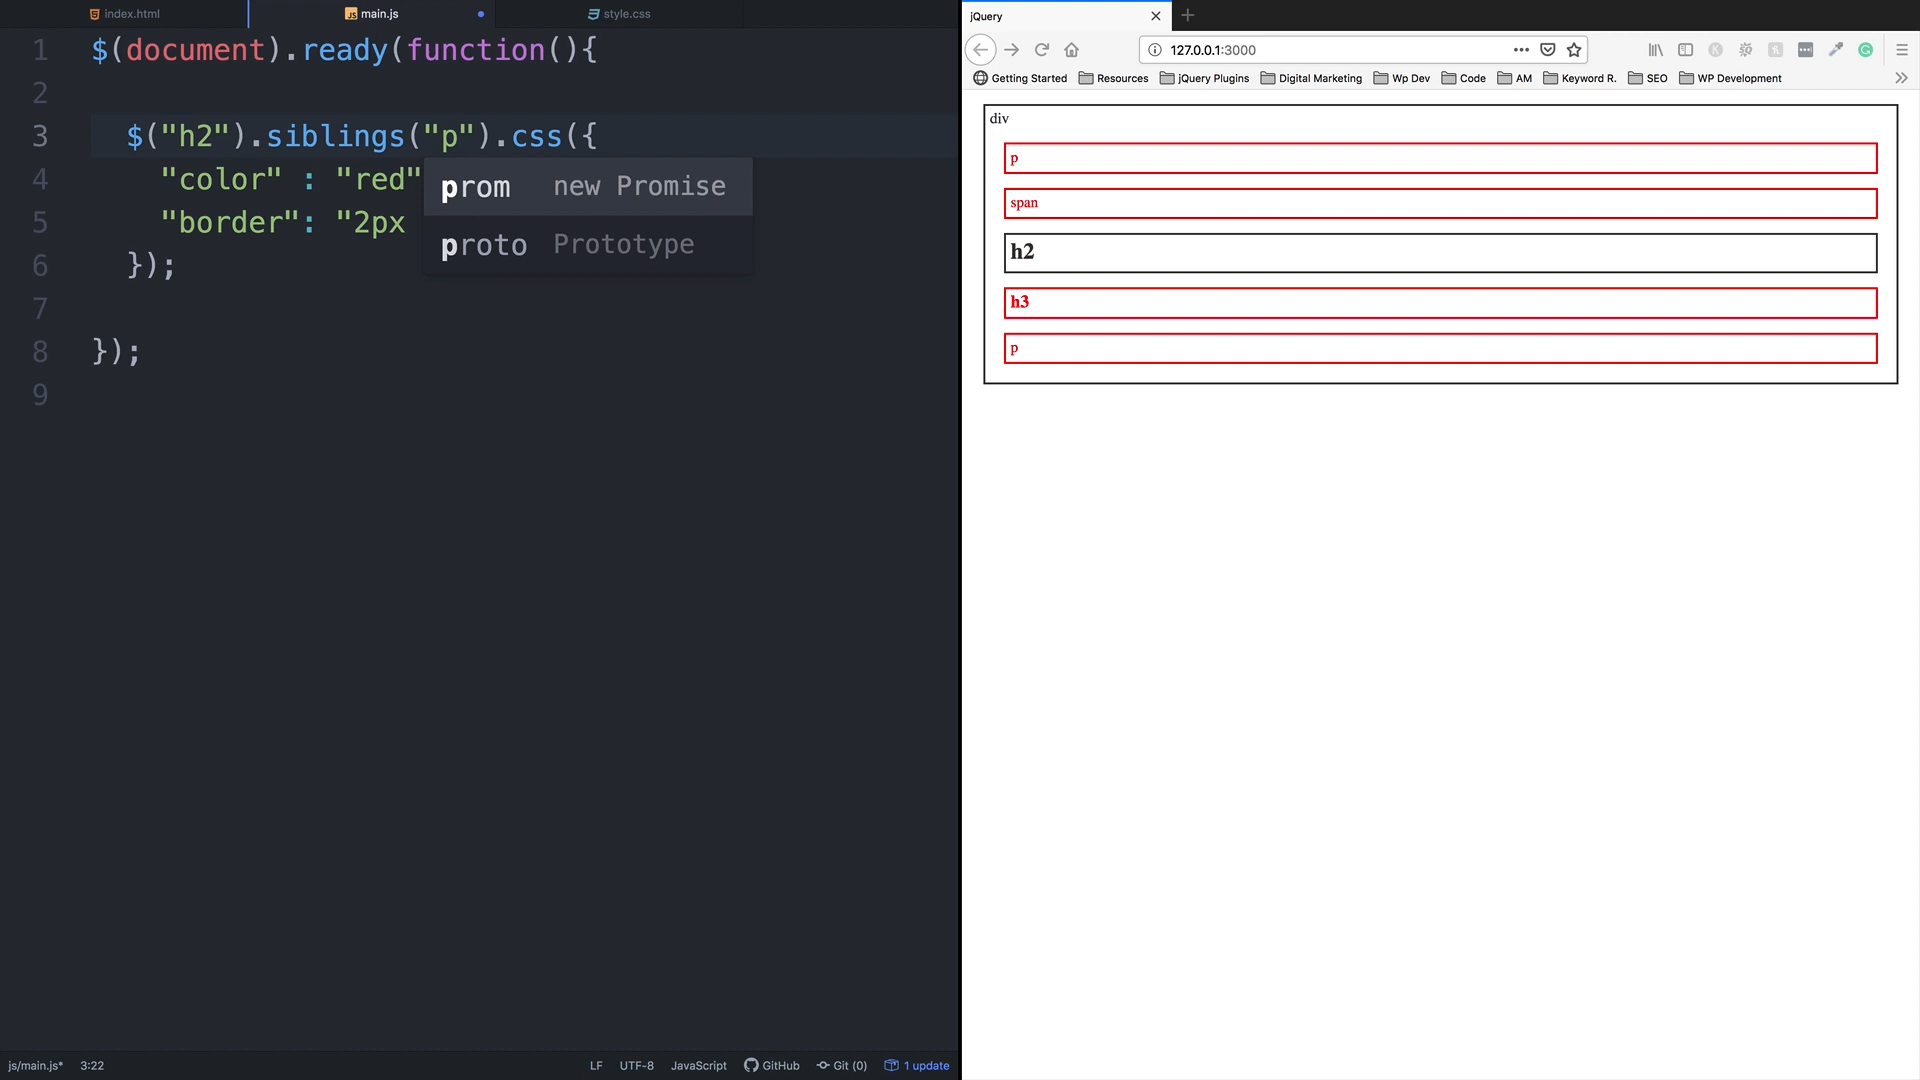 index.html
main.js
style.css
1 $(document).ready(function(){
2
3 $("h2").siblings("p").css({
4 "color" : "red"
5 "border": "2px
6 });
7
8 });
9
prom new Promise
proto Prototype
js/main.js* 3:22 LF UTF-8 JavaScript GitHub Git (0) 1 update
jQuery
127.0.0.1:3000
Getting Started Resources jQuery Plugins Digital Marketing Wp Dev Code AM Keyword R. SEO WP Development
div
p
span
h2
h3
p